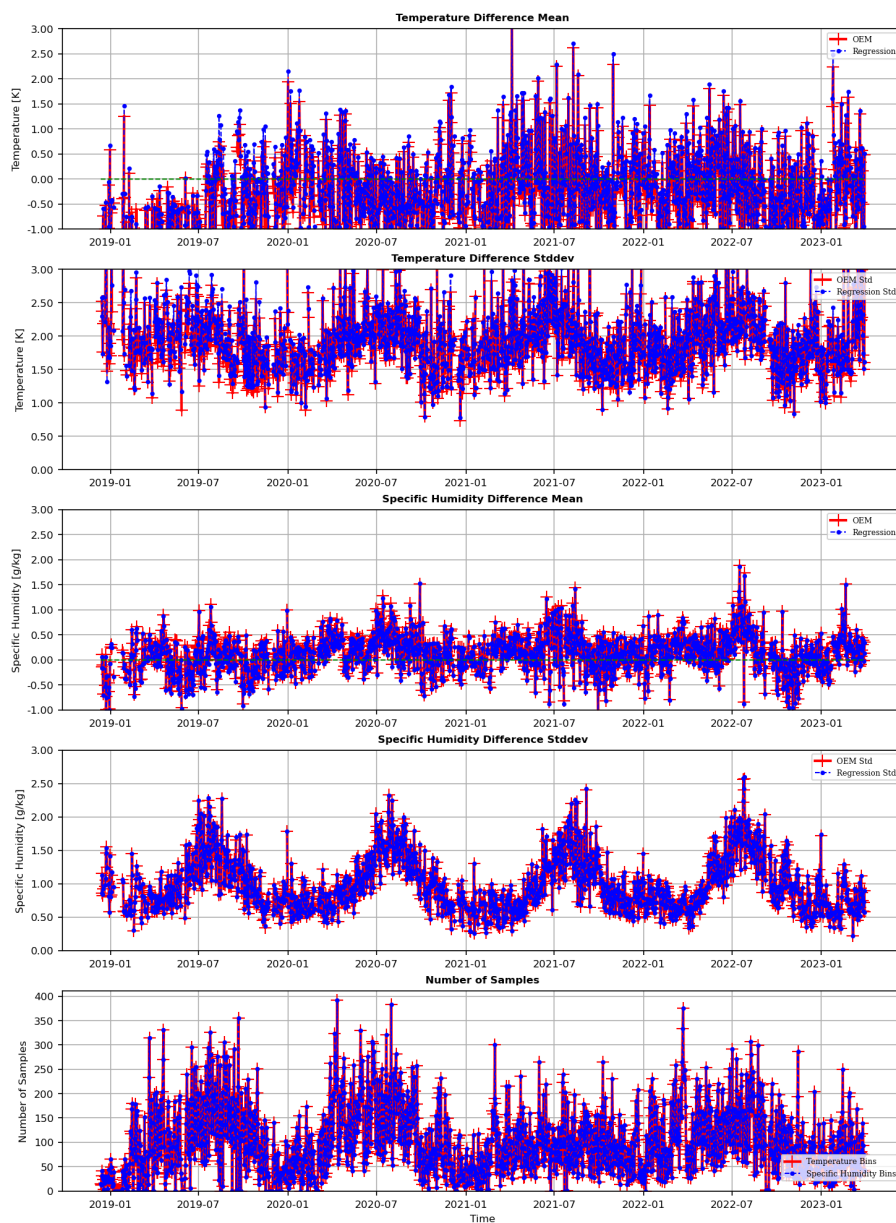 Temperature Difference Mean
Temperature [K]
3.00
2.50
2.00
1.50
1.00
0.50
0.00
-0.50
-1.00
OEM
Regression
2019-01 2019-07 2020-01 2020-07 2021-01 2021-07 2022-01 2022-07 2023-01
Temperature Difference Stddev
Temperature [K]
3.00
2.50
2.00
1.50
1.00
0.50
0.00
OEM Std
Regression Std
2019-01 2019-07 2020-01 2020-07 2021-01 2021-07 2022-01 2022-07 2023-01
Specific Humidity Difference Mean
Specific Humidity [g/kg]
3.00
2.50
2.00
1.50
1.00
0.50
0.00
-0.50
-1.00
OEM
Regression
2019-01 2019-07 2020-01 2020-07 2021-01 2021-07 2022-01 2022-07 2023-01
Specific Humidity Difference Stddev
Specific Humidity [g/kg]
3.00
2.50
2.00
1.50
1.00
0.50
0.00
OEM Std
Regression Std
2019-01 2019-07 2020-01 2020-07 2021-01 2021-07 2022-01 2022-07 2023-01
Number of Samples
Number of Samples
400
350
300
250
200
150
100
50
0
Temperature Bins
Specific Humidity Bins
2019-01 2019-07 2020-01 2020-07 2021-01 2021-07 2022-01 2022-07 2023-01
Time